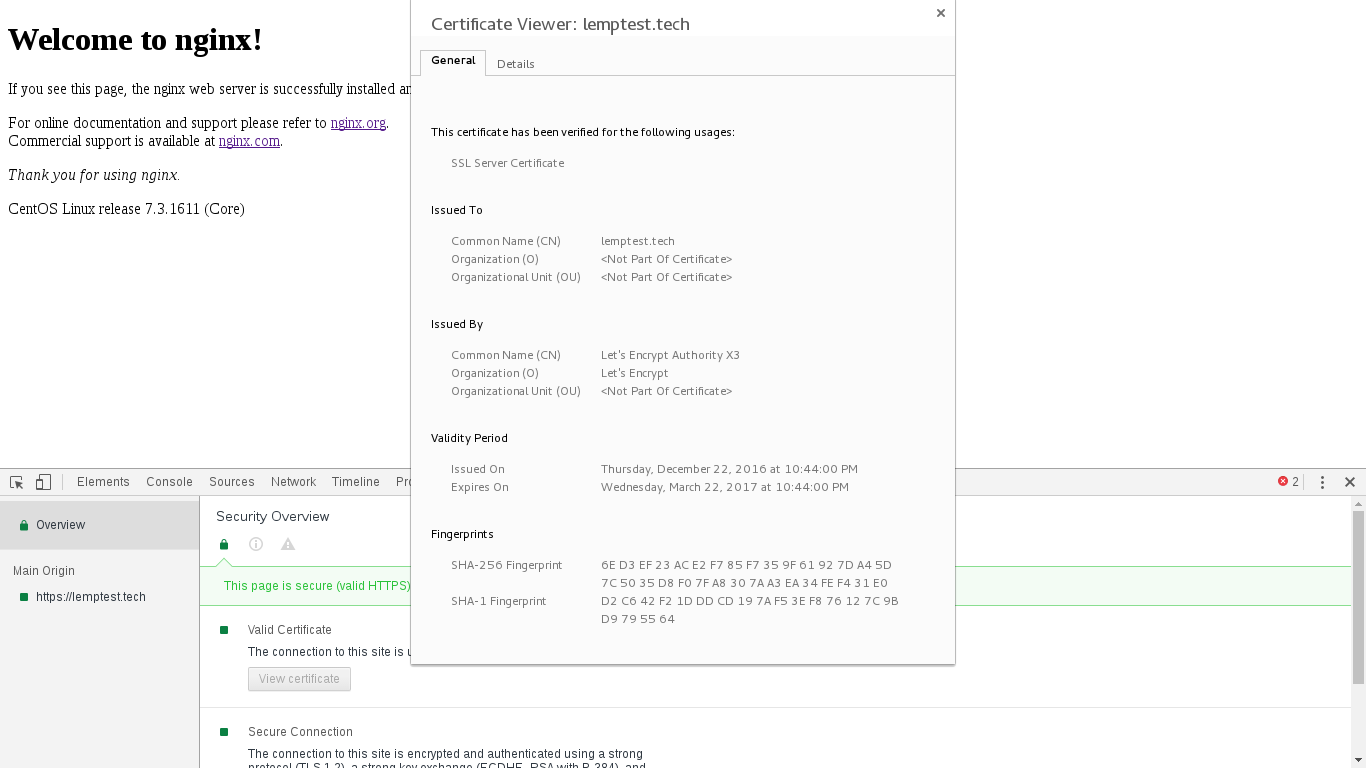 Welcome to nginx!
If you see this page, the nginx web server is successfully installed
For online documentation and support please refer to nginx.org.
Commercial support is available at nginx.com.
Thank you for using nginx.
CentOS Linux release 7.3.1611 (Core)
Certificate Viewer: lemptest.tech
General Details
This certificate has been verified for the following usages:
SSL Server Certificate
Issued To
Common Name (CN) lemptest.tech
Organization (O) <Not Part Of Certificate>
Organizational Unit (OU) <Not Part Of Certificate>
Issued By
Common Name (CN) Let's Encrypt Authority X3
Organization (O) Let's Encrypt
Organizational Unit (OU) <Not Part Of Certificate>
Validity Period
Issued On Thursday, December 22, 2016 at 10:44:00 PM
Expires On Wednesday, March 22, 2017 at 10:44:00 PM
Fingerprints
SHA-256 Fingerprint 6E D3 EF 23 AC E2 F7 85 F7 35 9F 61 92 7D A4 5D
7C 50 35 D8 F0 7F A8 30 7A A3 EA 34 FE F4 31 E0
SHA-1 Fingerprint D2 C6 42 F2 1D DD CD 19 7A F5 3E F8 76 12 7C 9B
D9 79 55 64
Elements Console Sources Network Timeline 2
Overview
Main Origin
https://lemptest.tech
Security Overview
This page is secure (valid HTTPS)
Valid Certificate
The connection to this site is
View certificate
Secure Connection
The connection to this site is encrypted and authenticated using a strong
protocol (TLS 1.2), a strong key exchange (ECDHE_RSA with P-384), and